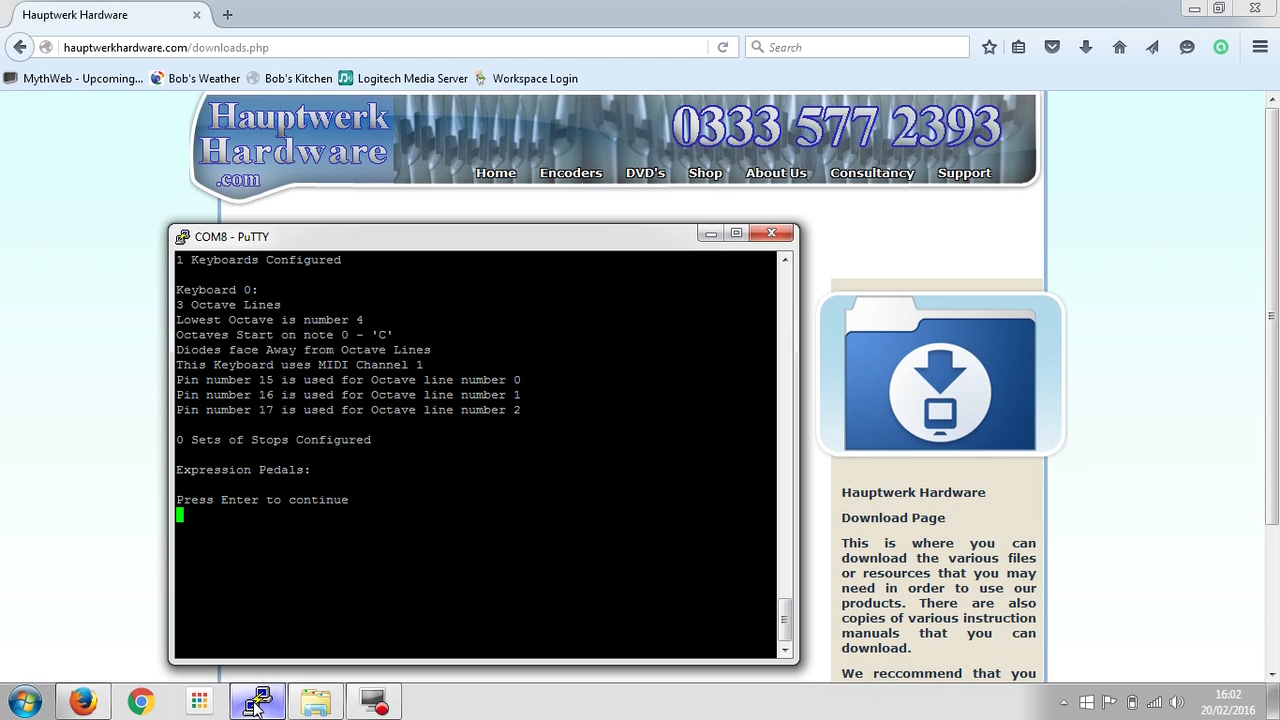 Hauptwerk Hardware
hauptwerkhardware.com/downloads.php
Search
MythWeb - Upcoming...
Bob's Weather
Bob's Kitchen
Logitech Media Server
Workspace Login
Hauptwerk
Hardware
.com
0333 577 2393
Home Encoders DVD's Shop About Us Consultancy Support
COM8 - PuTTY
1 Keyboards Configured
Keyboard 0:
3 Octave Lines
Lowest Octave is number 4
Octaves Start on note 0 - 'C'
Diodes face Away from Octave Lines
This Keyboard uses MIDI Channel 1
Pin number 15 is used for Octave line number 0
Pin number 16 is used for Octave line number 1
Pin number 17 is used for Octave line number 2
0 Sets of Stops Configured
Expression Pedals:
Press Enter to continue
Hauptwerk Hardware
Download Page
This is where you can
download the various files
or resources that you may
need in order to use our
products. There are also
copies of various instruction
manuals that you can
download.
We reccommend that you
16:02
20/02/2016